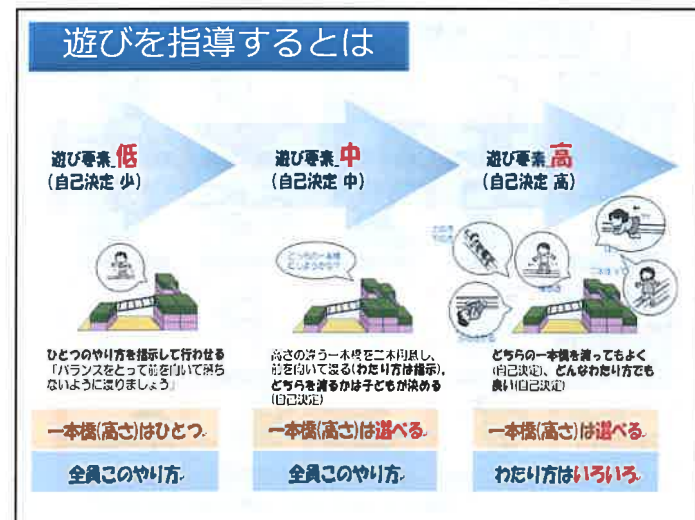 遊びを指導するとは
遊び要素_低
(自己決定 少)
遊び要素_中
(自己決定 中)
遊び要素_高
(自己決定 高)
ひとつのやり方を指示して行わせる
「バランスをとって前を向いて落ち
ないように渡りましょう」
高さの違う一本橋を二本用意し、
前を向いて渡る(わたり方は指示)。
どちらを渡るかは子どもが決める
(自己決定)
どちらの一本橋を渡ってもよく
(自己決定)、どんなわたり方でも
良い(自己決定)
一本橋(高さ)はひとつ。
一本橋(高さ)は選べる。
一本橋(高さ)は選べる。
全員このやり方。
全員このやり方。
わたり方はいろいろ。